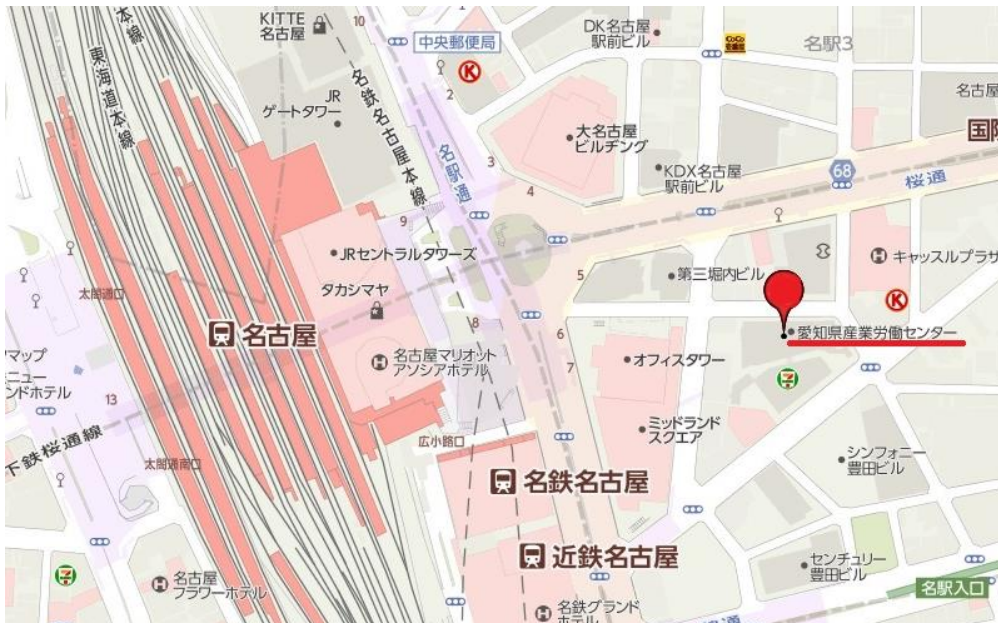 KITTE
名古屋
10
中央郵便局
DK名古屋
駅前ビル
CoCo
壱番屋
名駅3
本線
東海道本線
JR
ゲートタワー
名鉄名古屋本線
K
2
名駅通
大名古屋
ビルヂング
名古屋
国際
3
4
KDX名古屋
駅前ビル
68
桜通
9
JRセントラルタワーズ
5
第三堀内ビル
キャッスルプラザ
太閤通口
タカシマヤ
K
名古屋
8
6
愛知県産業労働センター
マップ
ニュー
ンドホテル
名古屋マリオット
アソシアホテル
7
オフィスタワー
13
下鉄桜通線
広小路口
ミッドランド
スクエア
太閤通南口
シンフォニー
豊田ビル
名鉄名古屋
近鉄名古屋
センチュリー
豊田ビル
名古屋
フラワーホテル
名駅入口
名鉄グランド
ホテル
通